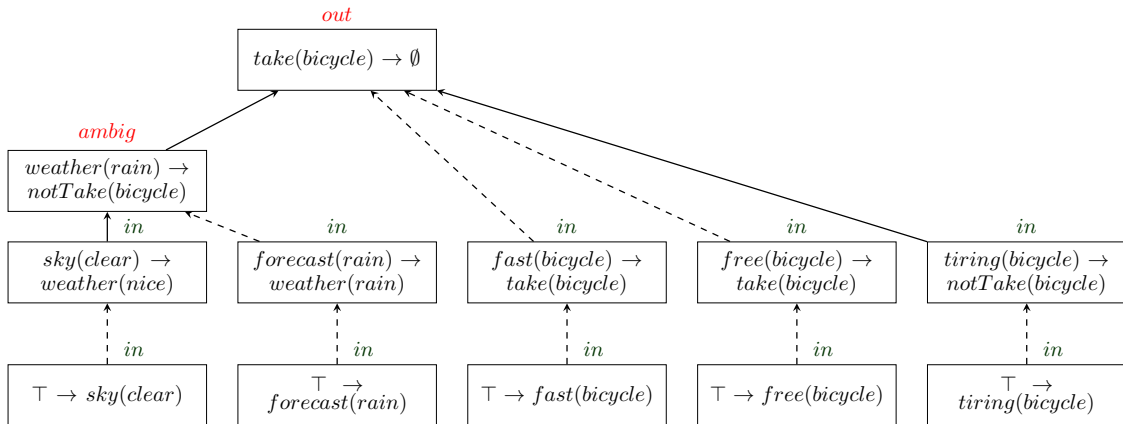 out
take(bicycle) → ∅
ambig
weather(rain) →
notTake(bicycle)
in
in
in
in
in
sky(clear) →
weather(nice)
forecast(rain) →
weather(rain)
fast(bicycle) →
take(bicycle)
free(bicycle) →
take(bicycle)
tiring(bicycle) →
notTake(bicycle)
in
in
in
in
in
⊤ → sky(clear)
⊤ →
forecast(rain)
⊤ → fast(bicycle)
⊤ → free(bicycle)
⊤ →
tiring(bicycle)